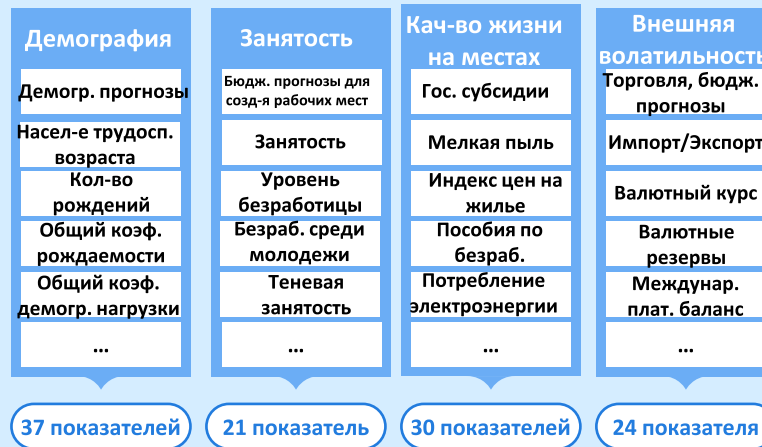 Демография
Демогр. прогнозы
Насел-е трудосп.
возраста
Кол-во
рождений
Общий коэф.
рождаемости
Общий коэф.
демогр. нагрузки
...
37 показателей
Занятость
Бюдж. прогнозы для
созд-я рабочих мест
Занятость
Уровень
безработицы
Безраб. среди
молодежи
Теневая
занятость
...
21 показатель
Кач-во жизни
на местах
Гос. субсидии
Мелкая пыль
Индекс цен на
жилье
Пособия по
безраб.
Потребление
электроэнергии
...
30 показателей
Внешняя
волатильность
Торговля, бюдж.
прогнозы
Импорт/Экспорт
Валютный курс
Валютные
резервы
Междунар.
плат. баланс
...
24 показателя